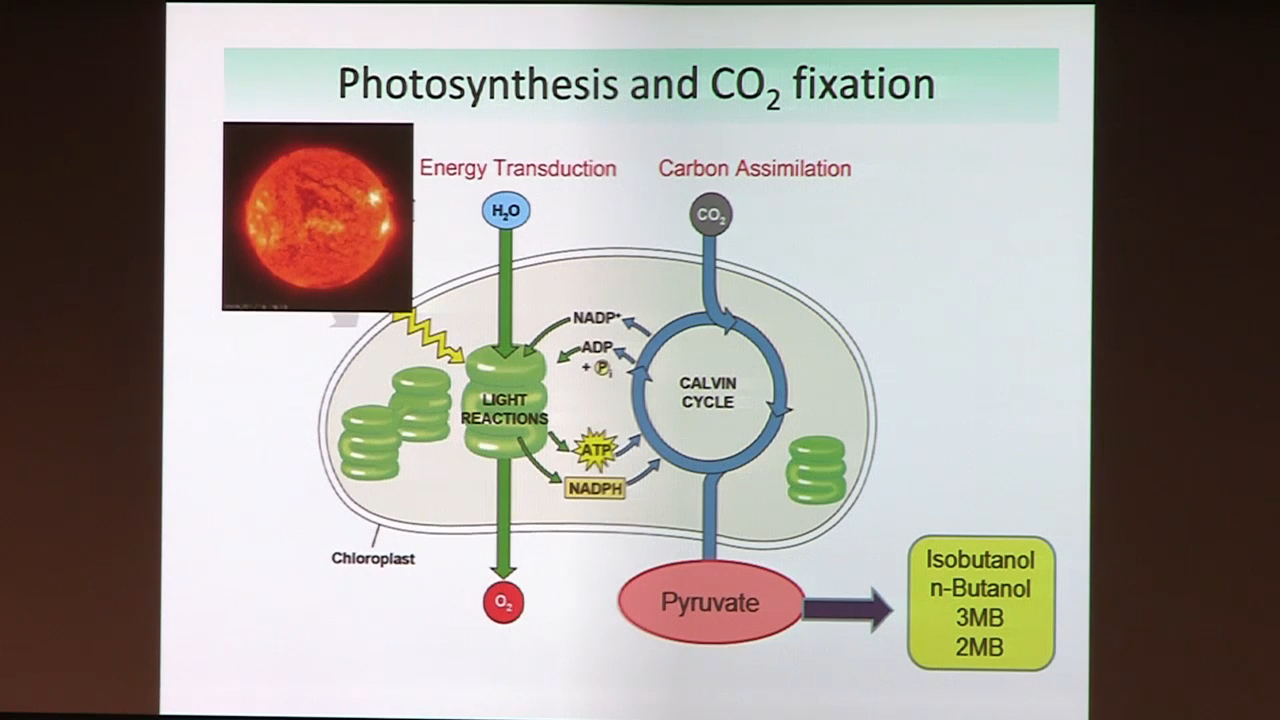 Photosynthesis and CO₂ fixation
Energy Transduction
Carbon Assimilation
H₂O
CO₂
NADP⁺
ADP
+ Pᵢ
CALVIN
CYCLE
LIGHT
REACTIONS
ATP
NADPH
Chloroplast
O₂
Pyruvate
Isobutanol
n-Butanol
3MB
2MB